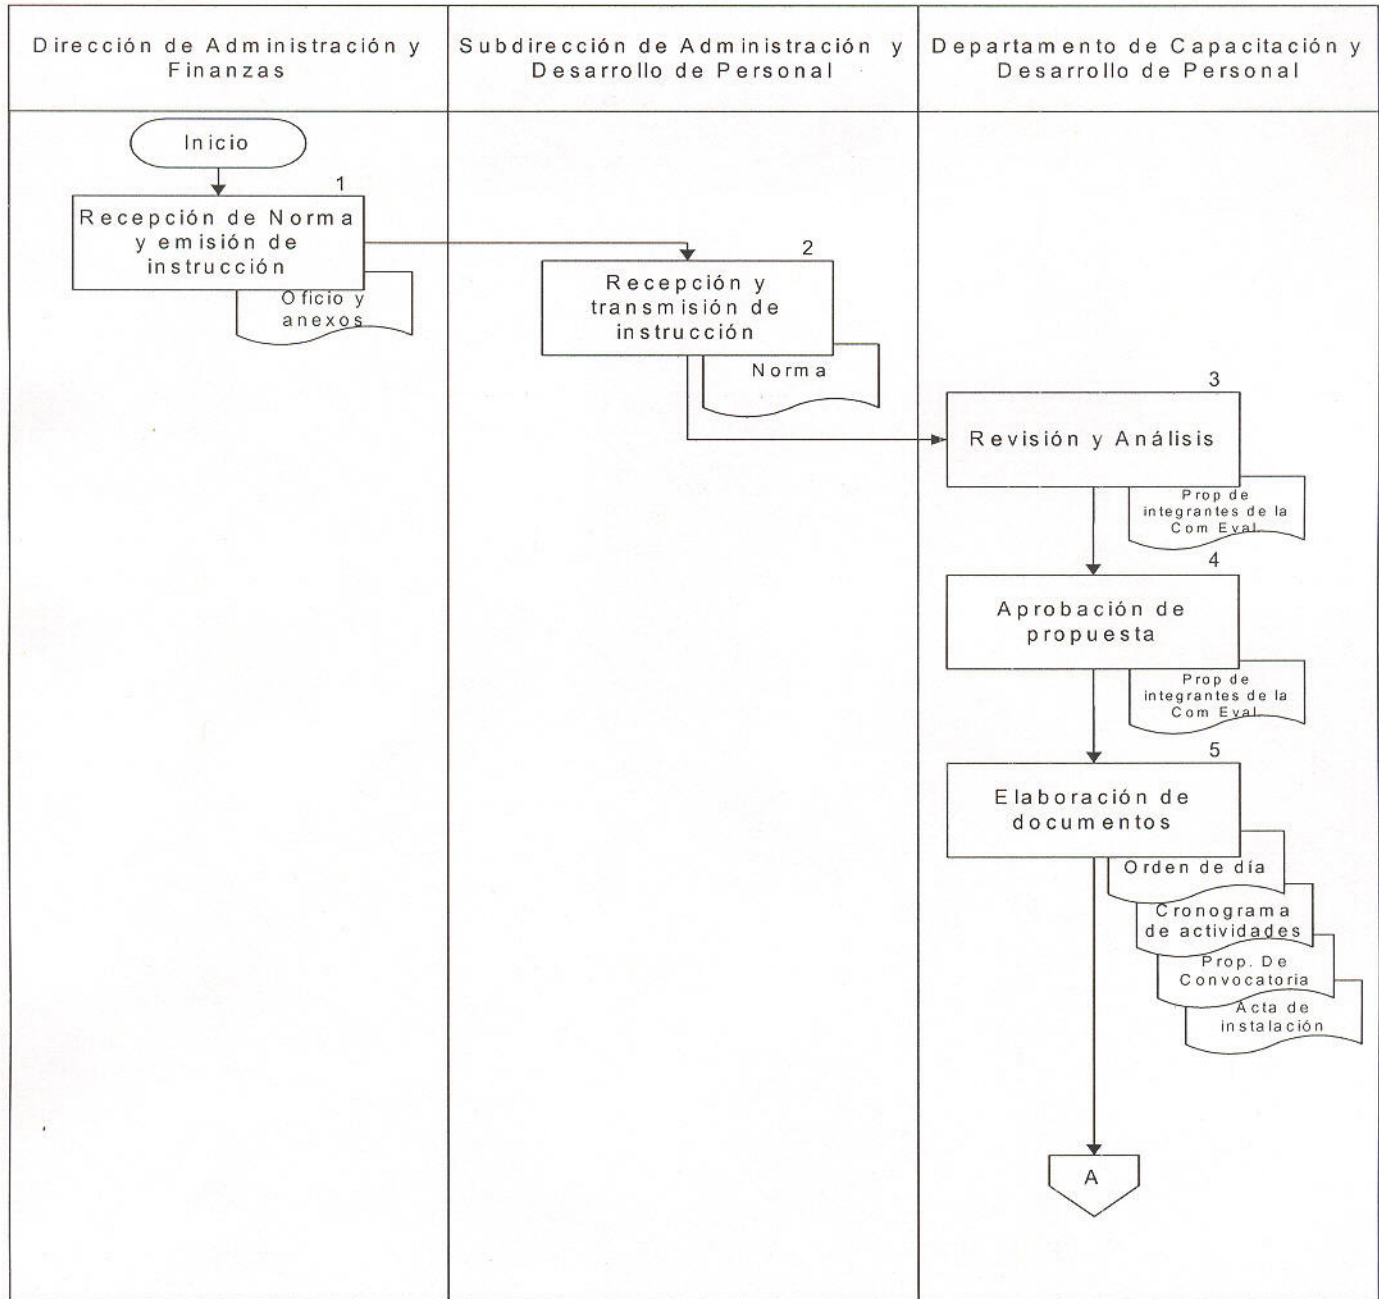 Dirección de Administración y
Finanzas
Subdirección de Administración y
Desarrollo de Personal
Departamento de Capacitación y
Desarrollo de Personal
Inicio
1
Recepción de Norma
y emisión de
instrucción
Oficio y
anexos
2
Recepción y
transmisión de
instrucción
Norma
3
Revisión y Análisis
Prop de
integrantes de la
Com Eval.
4
Aprobación de
propuesta
Prop de
integrantes de la
Com Eval.
5
Elaboración de
documentos
Orden de día
Cronograma
de actividades
Prop. De
Convocatoria
Acta de
instalación
A